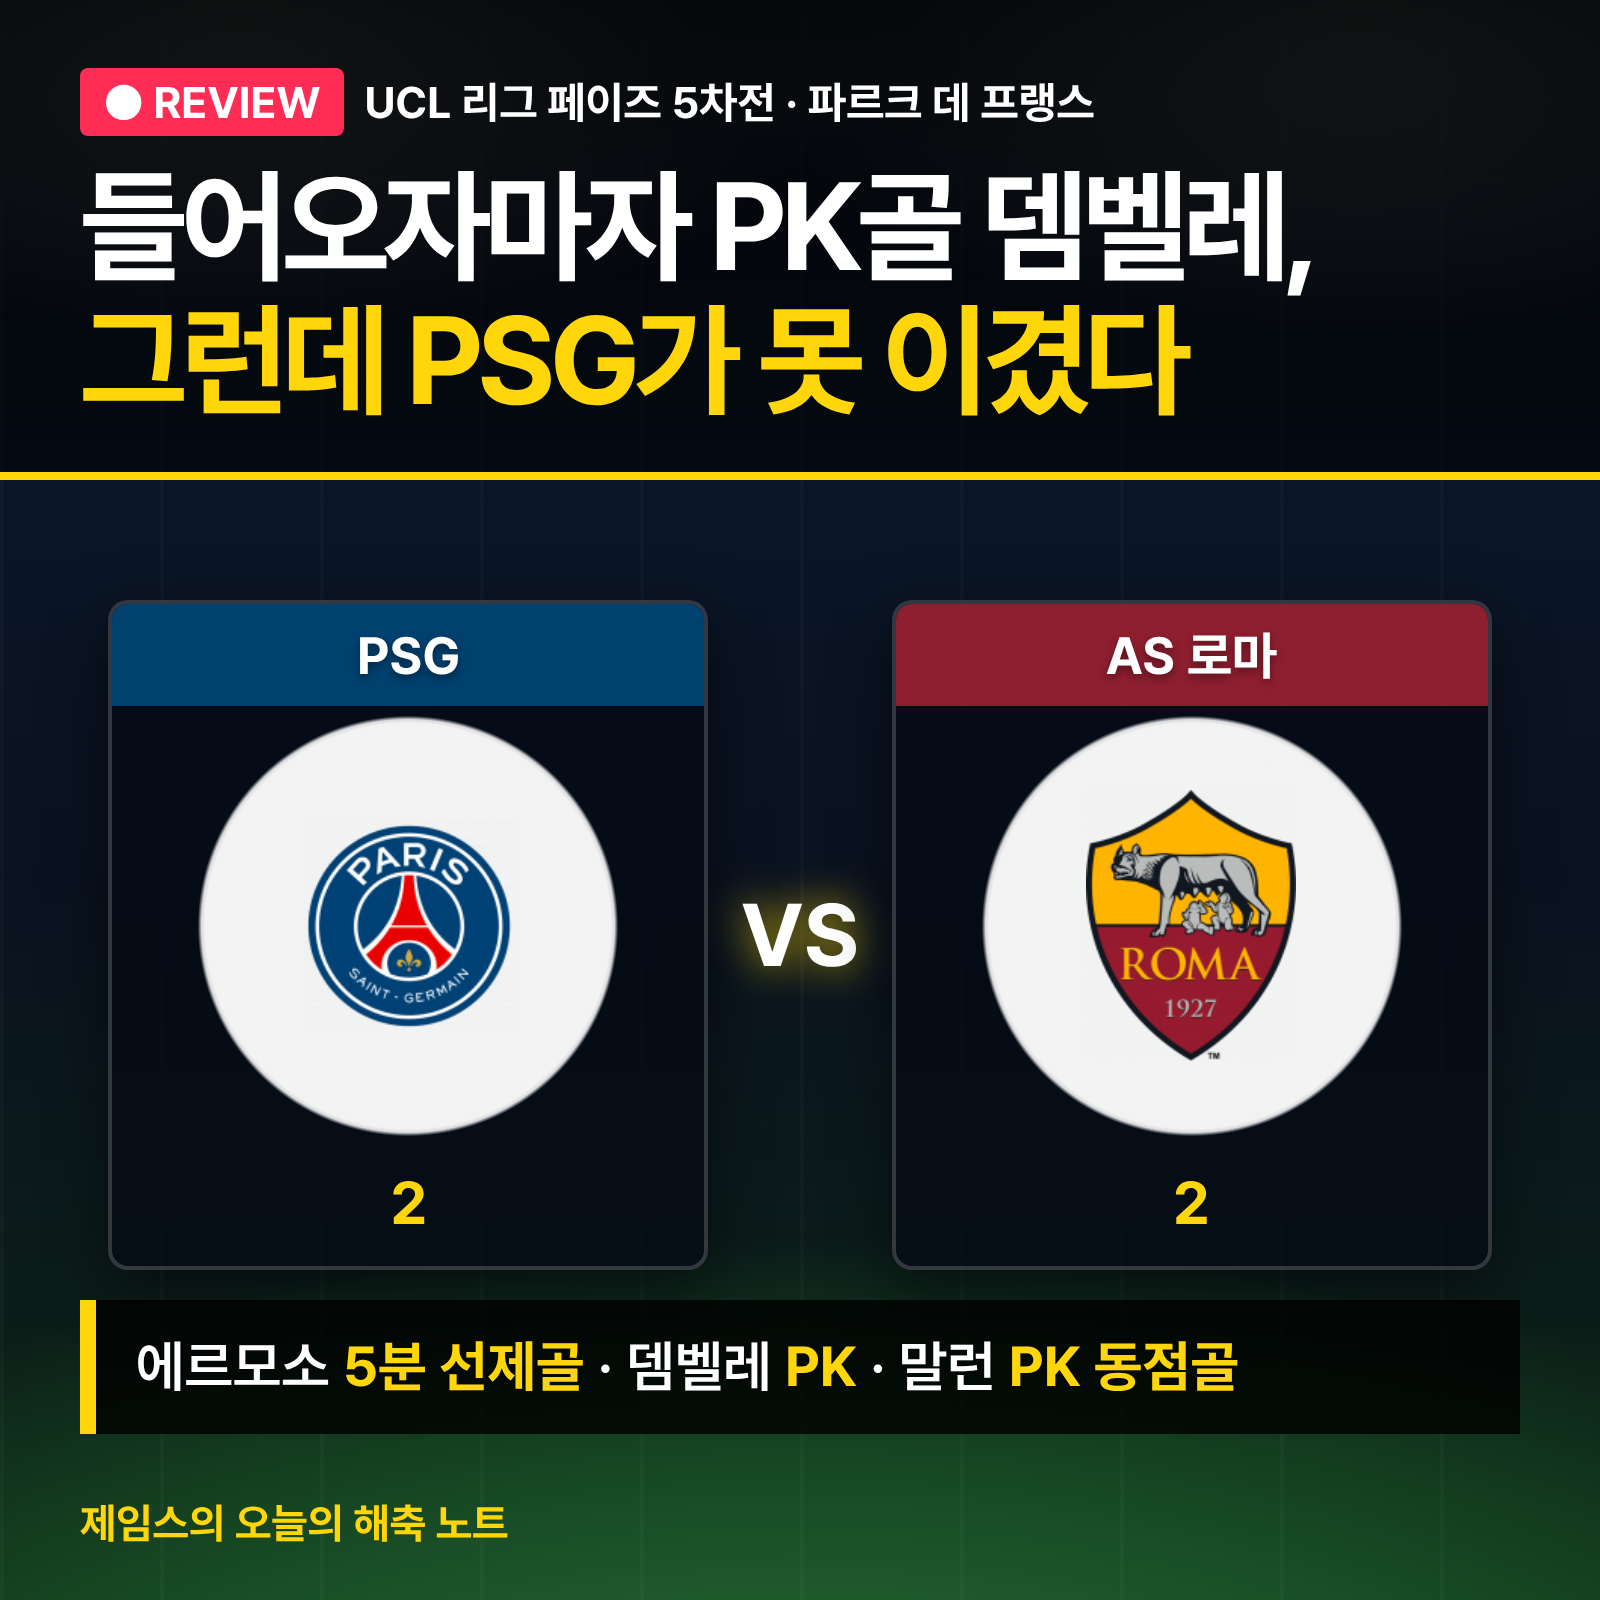 REVIEW UCL 리그 페이즈 5차전 · 파르크 데 프랭스
들어오자마자 PK골 뎀벨레,
그런데 PSG가 못 이겼다
PSG
PARIS
SAINT - GERMAIN
2
VS
AS 로마
ROMA
1927
TM
2
에르모소 5분 선제골 · 뎀벨레 PK · 말런 PK 동점골
제임스의 오늘의 해축 노트